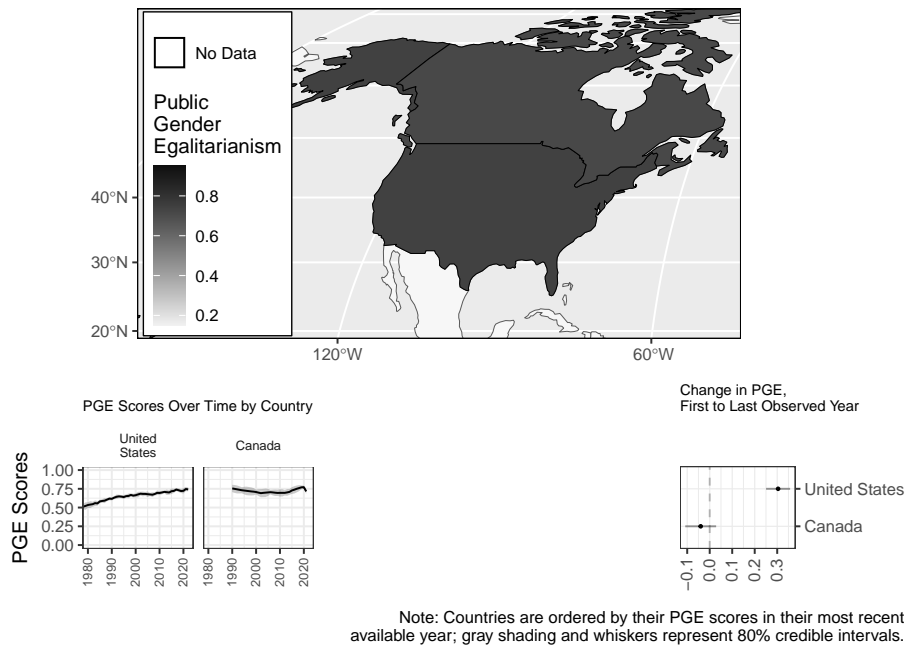 No Data
Public
Gender
Egalitarianism
0.8
0.6
0.4
0.2
40°N
30°N
20°N
120°W
60°W
PGE Scores Over Time by Country
Change in PGE,
First to Last Observed Year
United
States
Canada
PGE Scores
1.00
0.75
0.50
0.25
0.00
1980
1990
2000
2010
2020
1980
1990
2000
2010
2020
United States
Canada
−0.1
0.0
0.1
0.2
0.3
Note: Countries are ordered by their PGE scores in their most recent
available year; gray shading and whiskers represent 80% credible intervals.